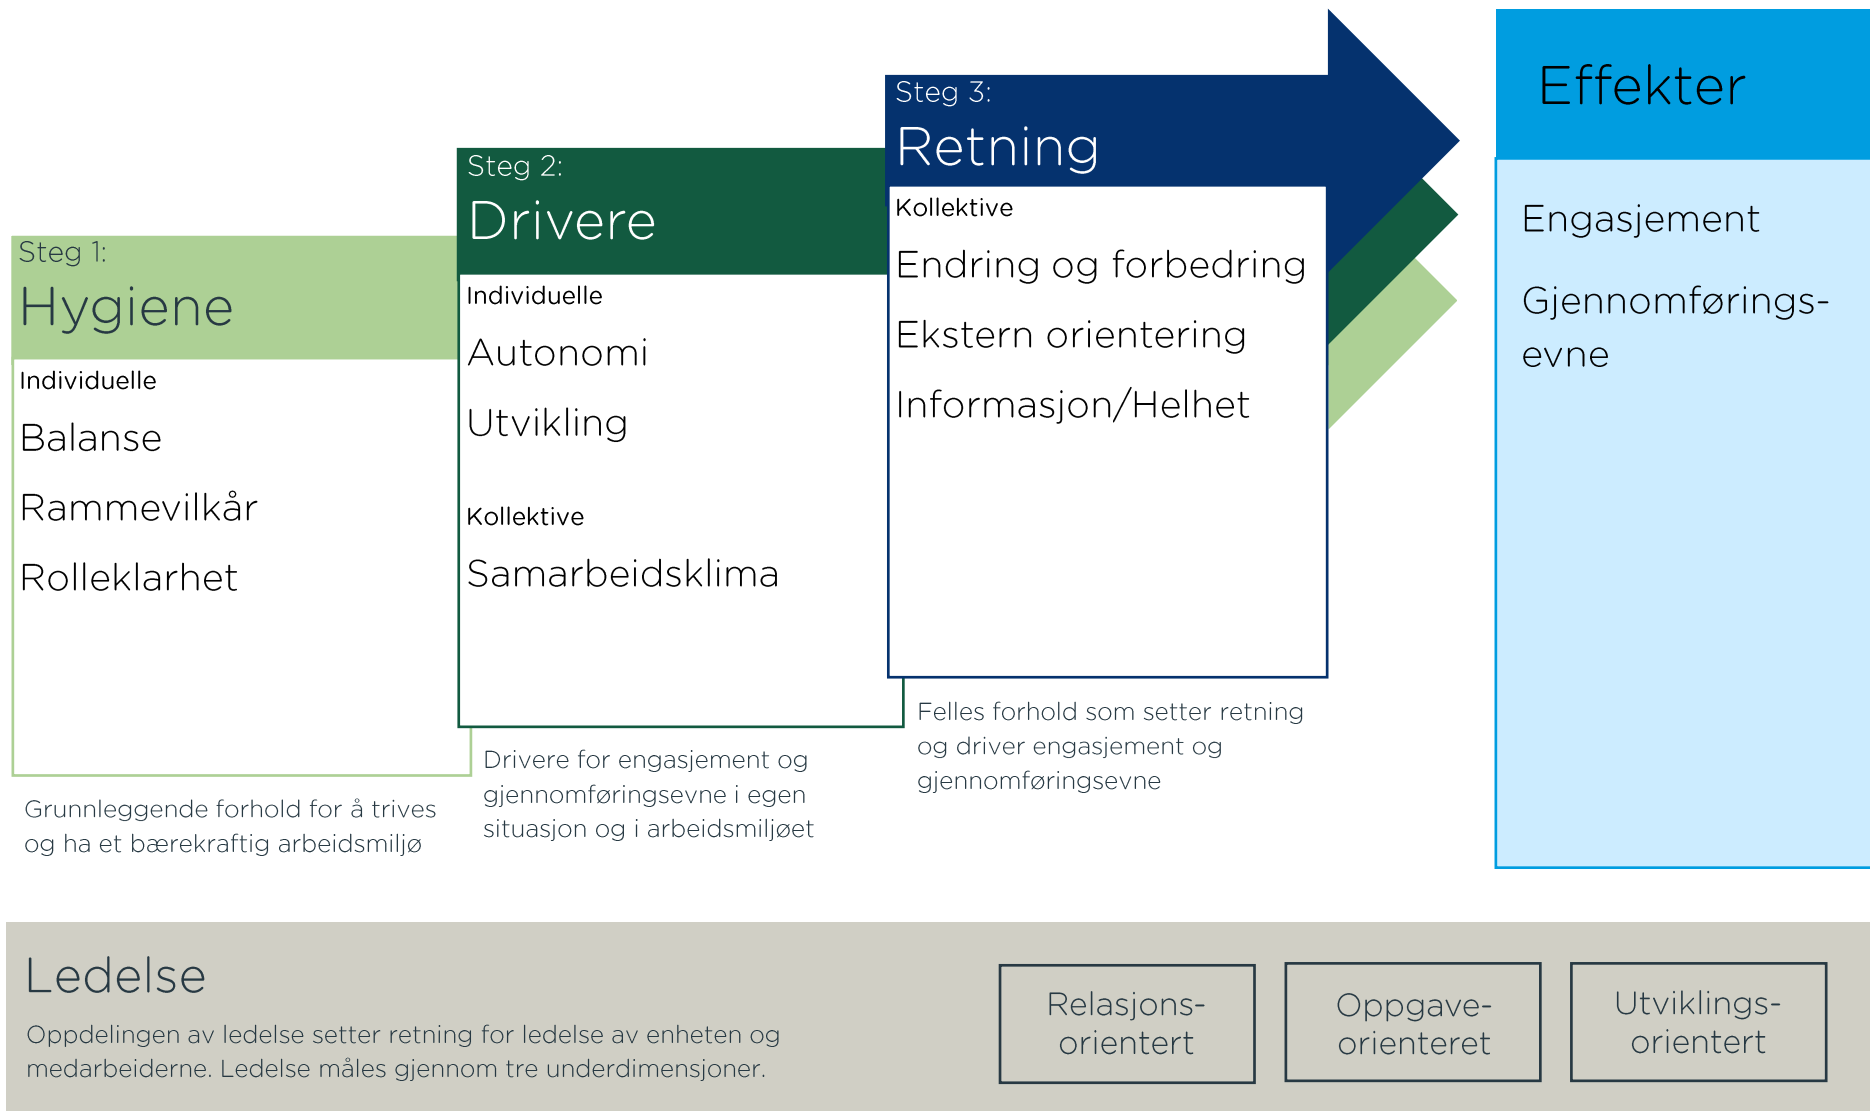 Steg 1:
Hygiene
Individuelle
Balanse
Rammevilkår
Rolleklarhet
Grunnleggende forhold for å trives
og ha et bærekraftig arbeidsmiljø
Steg 2:
Drivere
Individuelle
Autonomi
Utvikling
Kollektive
Samarbeidsklima
Drivere for engasjement og
gjennomføringsevne i egen
situasjon og i arbeidsmiljøet
Steg 3:
Retning
Kollektive
Endring og forbedring
Ekstern orientering
Informasjon/Helhet
Felles forhold som setter retning
og driver engasjement og
gjennomføringsevne
Effekter
Engasjement
Gjennomførings-
evne
Ledelse
Oppdelingen av ledelse setter retning for ledelse av enheten og
medarbeiderne. Ledelse måles gjennom tre underdimensjoner.
Relasjons-
orientert
Oppgave-
orienteret
Utviklings-
orientert